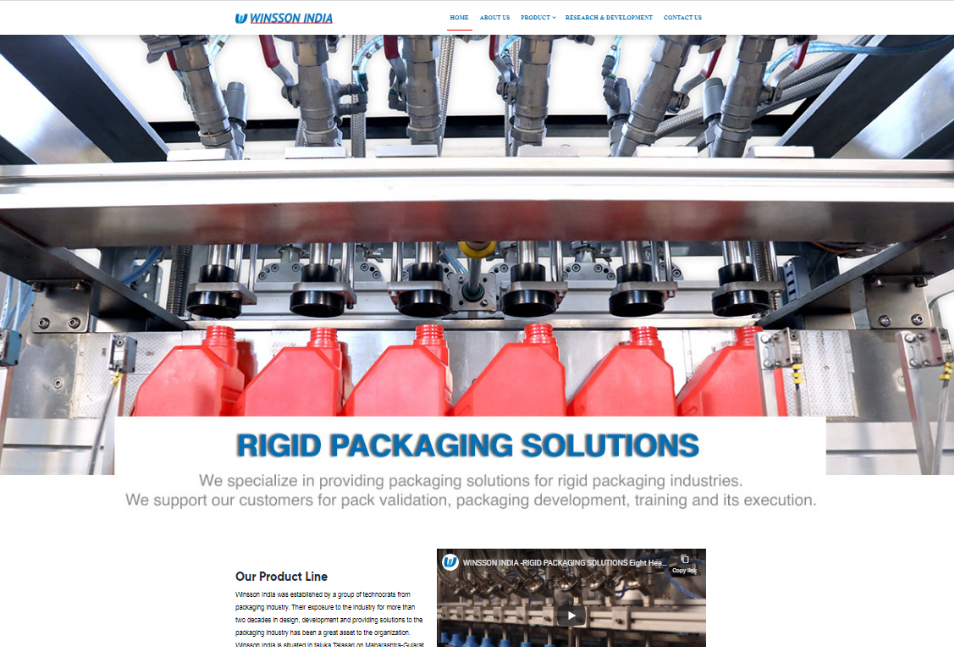 WINSSON INDIA
HOME ABOUT US PRODUCT RESEARCH & DEVELOPMENT CONTACT US
RIGID PACKAGING SOLUTIONS
We specialize in providing packaging solutions for rigid packaging industries.
We support our customers for pack validation, packaging development, training and its execution.
WINSSON INDIA -RIGID PACKAGING SOLUTIONS Eight Hea...
Copy link
Our Product Line
Winsson India was established by a group of technocrats from
packaging industry. Their exposure to the industry for more than
two decades in design, development and providing solutions to the
packaging industry has been a great asset to the organization.
Winsson India is situated in taluka Talasari on Maharashtra-Gujarat